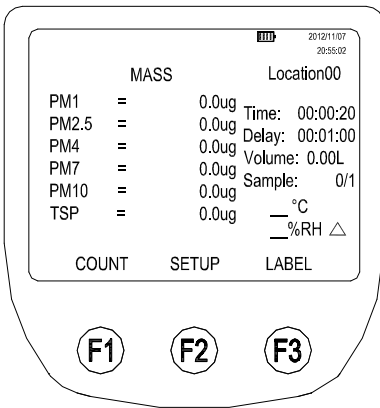 2012/11/07
20:55:02
MASS Location00
PM1 = 0.0ug
PM2.5 = 0.0ug
PM4 = 0.0ug
PM7 = 0.0ug
PM10 = 0.0ug
TSP = 0.0ug
Time: 00:00:20
Delay: 00:01:00
Volume: 0.00L
Sample: 0/1
__ °C
__%RH △
COUNT SETUP LABEL
F1 F2 F3